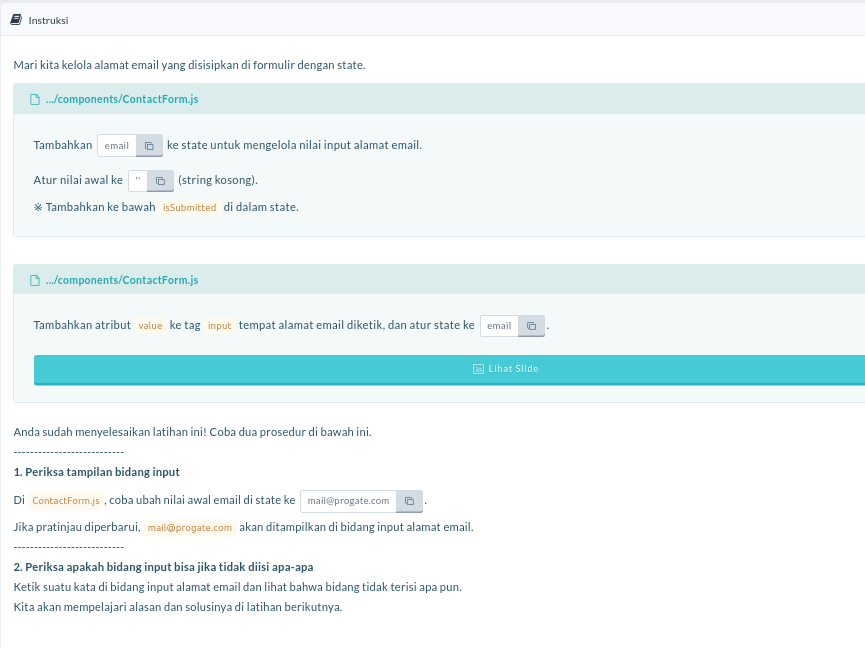 Instruksi
Mari kita kelola alamat email yang disisipkan di formulir dengan state.
.../components/ContactForm.js
Tambahkan email ke state untuk mengelola nilai input alamat email.
Atur nilai awal ke '' (string kosong).
※ Tambahkan ke bawah isSubmitted di dalam state.
.../components/ContactForm.js
Tambahkan atribut value ke tag input tempat alamat email diketik, dan atur state ke email .
Lihat Slide
Anda sudah menyelesaikan latihan ini! Coba dua prosedur di bawah ini.
---------------------------
1. Periksa tampilan bidang input
Di ContactForm.js , coba ubah nilai awal email di state ke mail@progate.com .
Jika pratinjau diperbarui, mail@progate.com akan ditampilkan di bidang input alamat email.
---------------------------
2. Periksa apakah bidang input bisa jika tidak diisi apa-apa
Ketik suatu kata di bidang input alamat email dan lihat bahwa bidang tidak terisi apa pun.
Kita akan mempelajari alasan dan solusinya di latihan berikutnya.